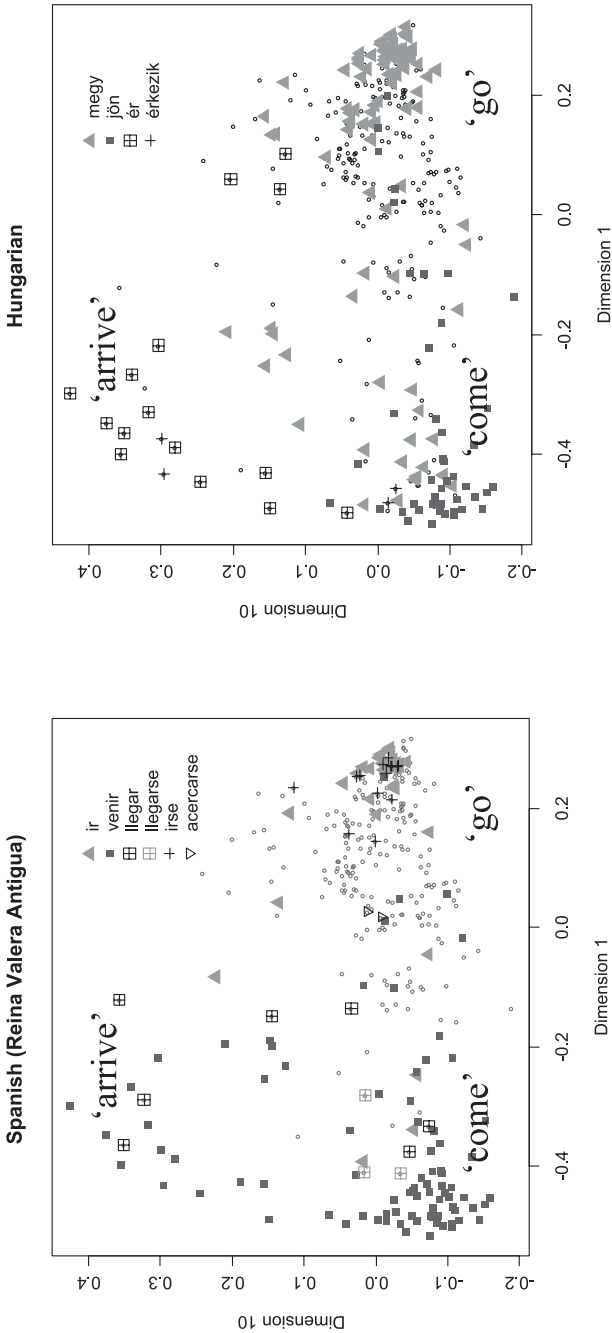 Spanish (Reina Valera Antigua)
ir
venir
llegar
llegarse
irse
acercarse
‘arrive’
‘come’
‘go’
Dimension 10
0.4
0.3
0.2
0.1
0.0
-0.1
-0.2
-0.4
-0.2
0.0
0.2
Dimension 1
Hungarian
megy
jön
ér
érkezik
‘arrive’
‘come’
‘go’
Dimension 10
0.4
0.3
0.2
0.1
0.0
-0.1
-0.2
-0.4
-0.2
0.0
0.2
Dimension 1